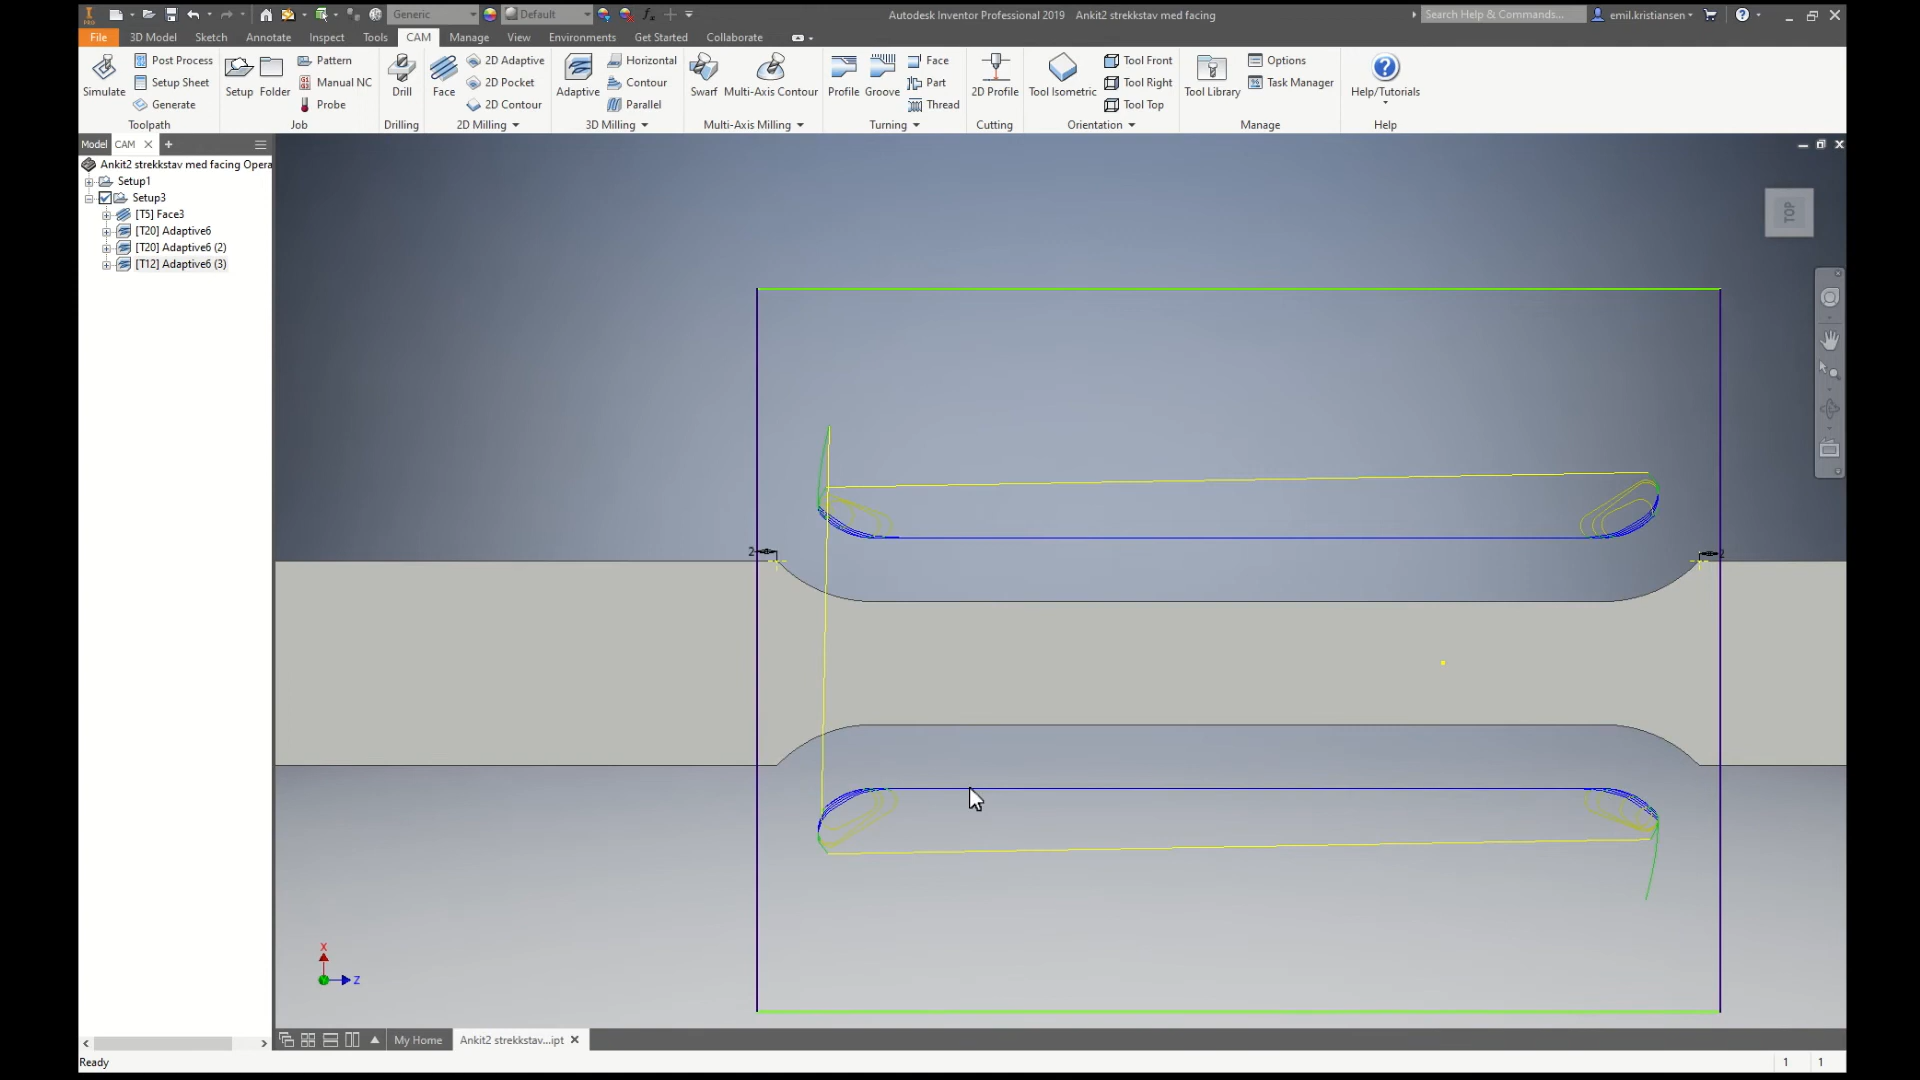 Generic
Default
Autodesk Inventor Professional 2019 Ankit2 strekkstav med facing
Search Help & Commands...
emil.kristiansen
File 3D Model Sketch Annotate Inspect Tools CAM Manage View Environments Get Started Collaborate
Simulate
Post Process
Setup Sheet
Generate
Toolpath
Setup
Folder
Pattern
Manual NC
Probe
Job
Drill
Drilling
Face
2D Adaptive
2D Pocket
2D Contour
2D Milling
Adaptive
Horizontal
Contour
Parallel
3D Milling
Swarf
Multi-Axis Contour
Multi-Axis Milling
Profile
Groove
Face
Part
Thread
Turning
2D Profile
Cutting
Tool Isometric
Tool Front
Tool Right
Tool Top
Orientation
Tool Library
Options
Task Manager
Manage
Help/Tutorials
Help
Model CAM
Ankit2 strekkstav med facing Opera
Setup1
Setup3
[T5] Face3
[T20] Adaptive6
[T20] Adaptive6 (2)
[T12] Adaptive6 (3)
TOP
2
2
X
Z
My Home
Ankit2 strekkstav...ipt
Ready
1 1